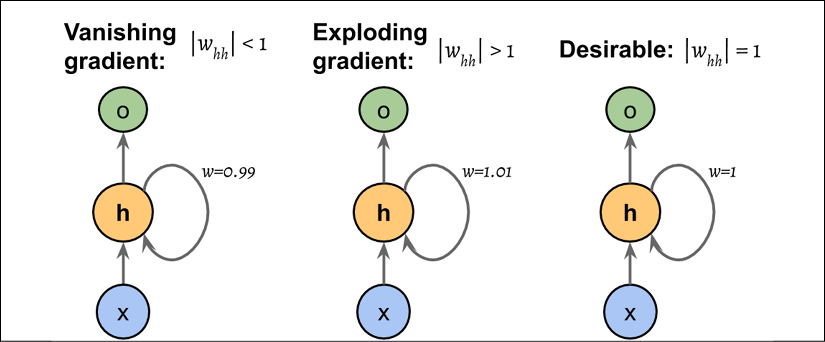 Vanishing gradient: |w_hh| < 1
Exploding gradient: |w_hh| > 1
Desirable: |w_hh| = 1
o
o
o
h
w=0.99
h
w=1.01
h
w=1
x
x
x